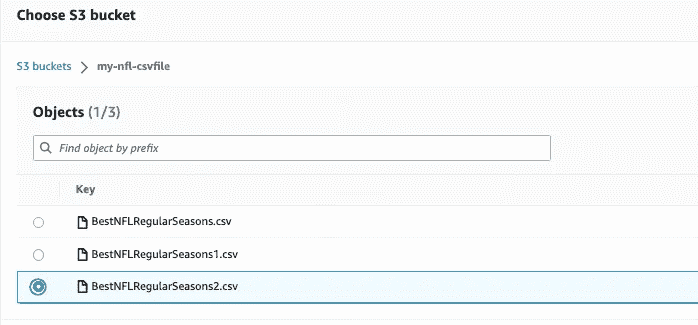 Choose S3 bucket
S3 buckets > my-nfl-csvfile
Objects (1/3)
Find object by prefix
Key
BestNFLRegularSeasons.csv
BestNFLRegularSeasons1.csv
BestNFLRegularSeasons2.csv